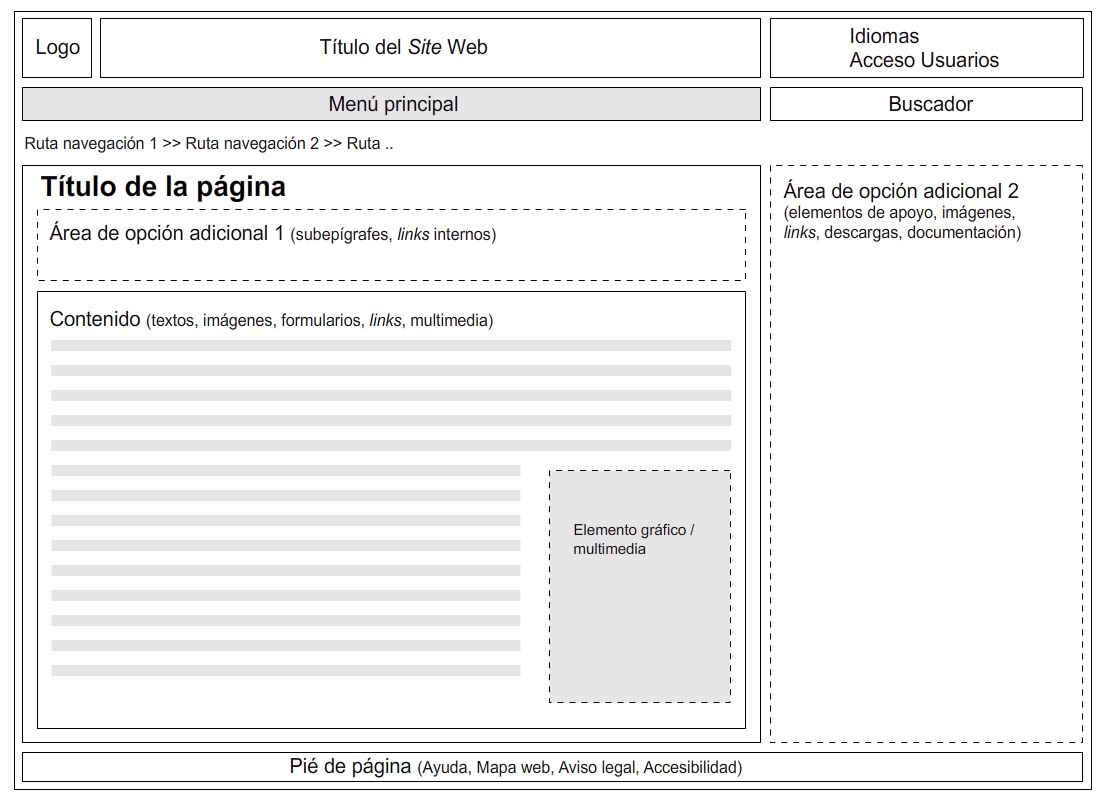 Logo
Título del Site Web
Idiomas
Acceso Usuarios
Menú principal
Buscador
Ruta navegación 1 >> Ruta navegación 2 >> Ruta ..
Título de la página
Área de opción adicional 1 (subepígrafes, links internos)
Contenido (textos, imágenes, formularios, links, multimedia)
Elemento gráfico /
multimedia
Área de opción adicional 2
(elementos de apoyo, imágenes,
links, descargas, documentación)
Pié de página (Ayuda, Mapa web, Aviso legal, Accesibilidad)